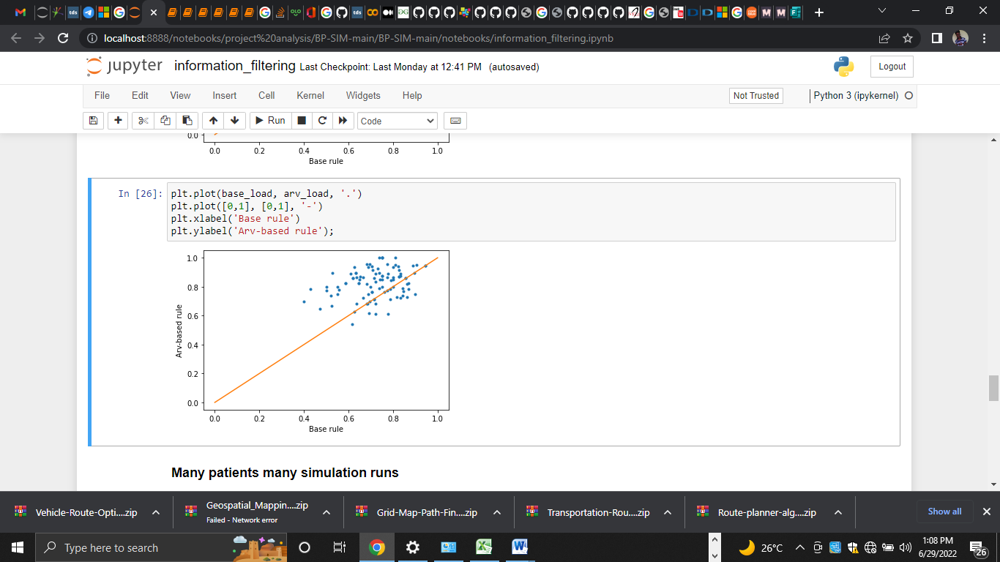 tds
OLO
tds
localhost:8888/notebooks/project%20analysis/BP-SIM-main/BP-SIM-main/notebooks/information_filtering.ipynb
jupyter information_filtering Last Checkpoint: Last Monday at 12:41 PM (autosaved)
Logout
File Edit View Insert Cell Kernel Widgets Help
Not Trusted
Python 3 (ipykernel)
Run
Code
0.0
0.0 0.2 0.4 0.6 0.8 1.0
Base rule
In [26]:
plt.plot(base_load, arv_load, '.')
plt.plot([0,1], [0,1], '-')
plt.xlabel('Base rule')
plt.ylabel('Arv-based rule');
1.0
0.8
0.6
0.4
0.2
0.0
Arv-based rule
0.0 0.2 0.4 0.6 0.8 1.0
Base rule
Many patients many simulation runs
Vehicle-Route-Opti....zip
Geospatial_Mappin....zip
Failed - Network error
Grid-Map-Path-Fin....zip
Transportation-Rou....zip
Route-planner-alg....zip
Show all
Type here to search
26°C
1:08 PM
6/29/2022
26